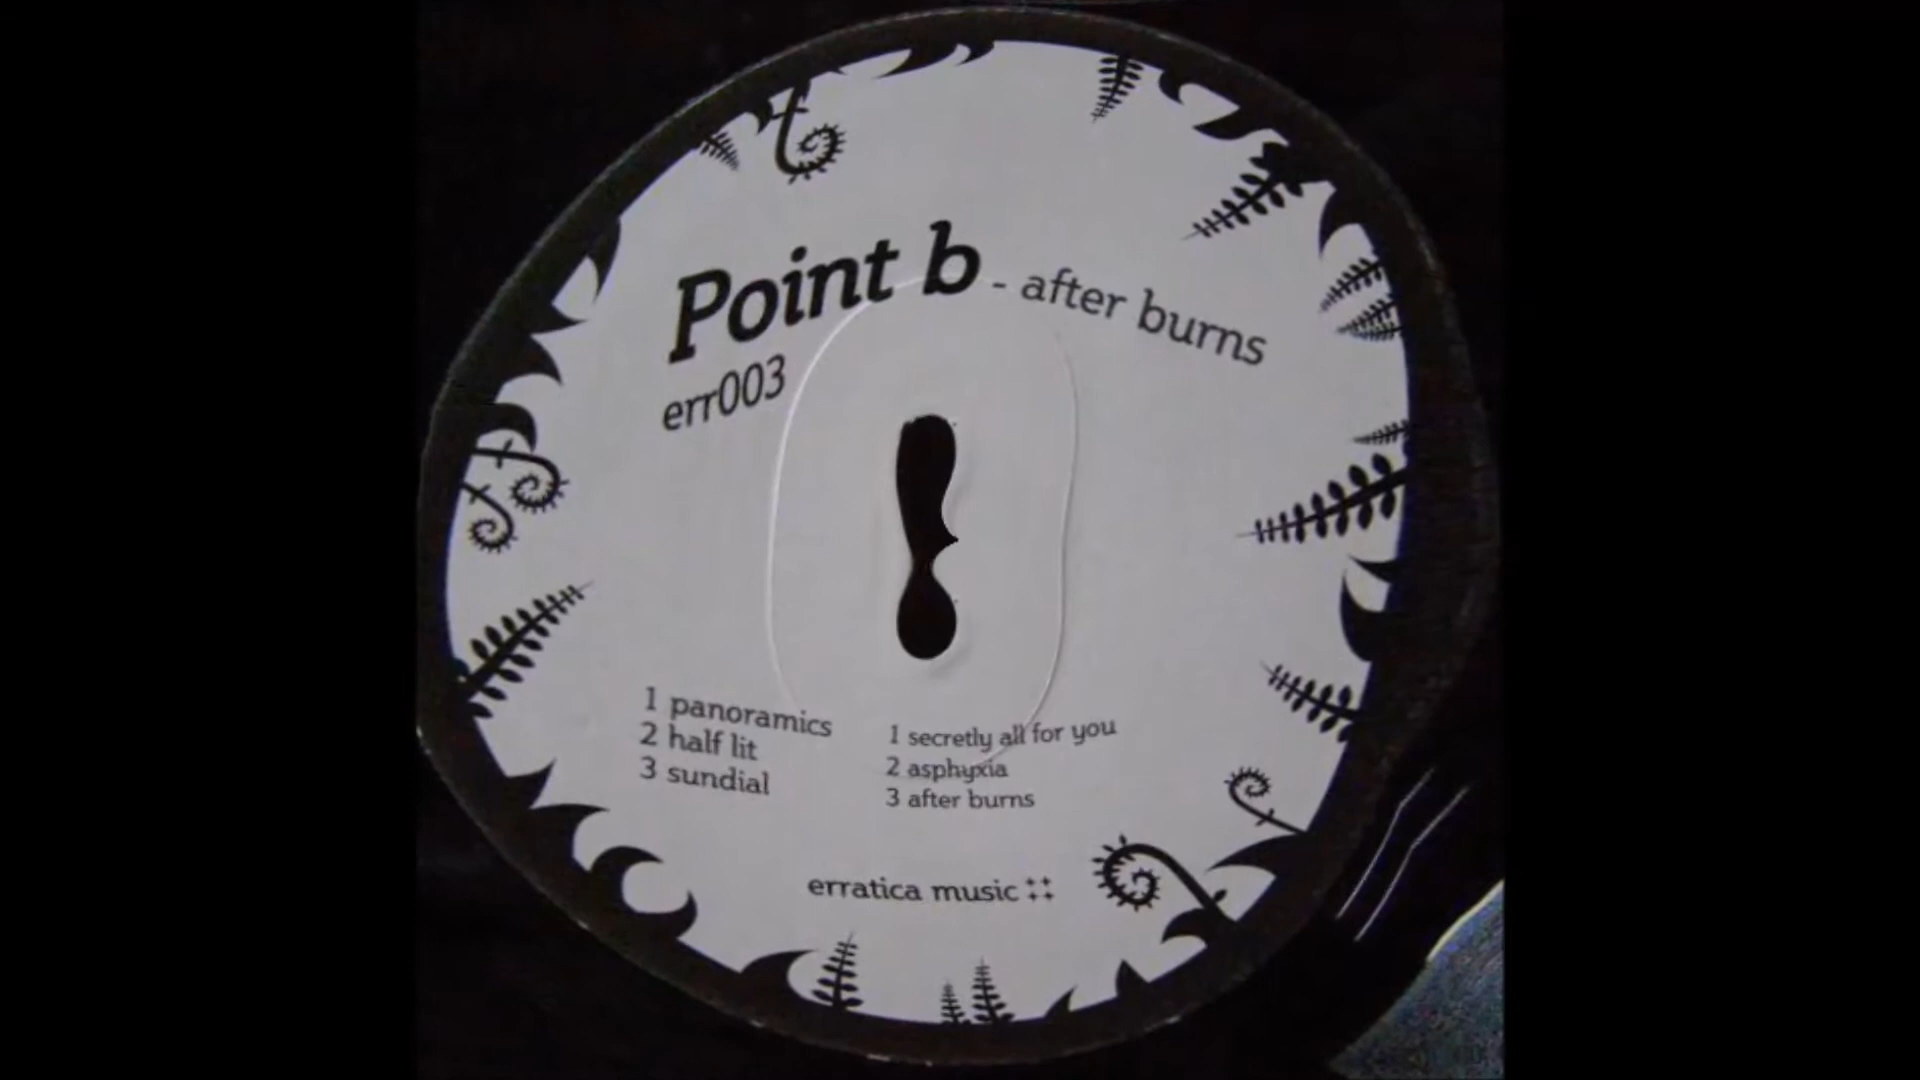 Point b - after burns
err003
1 panoramics
2 half lit
3 sundial
1 secretly all for you
2 asphyxia
3 after burns
erratica music